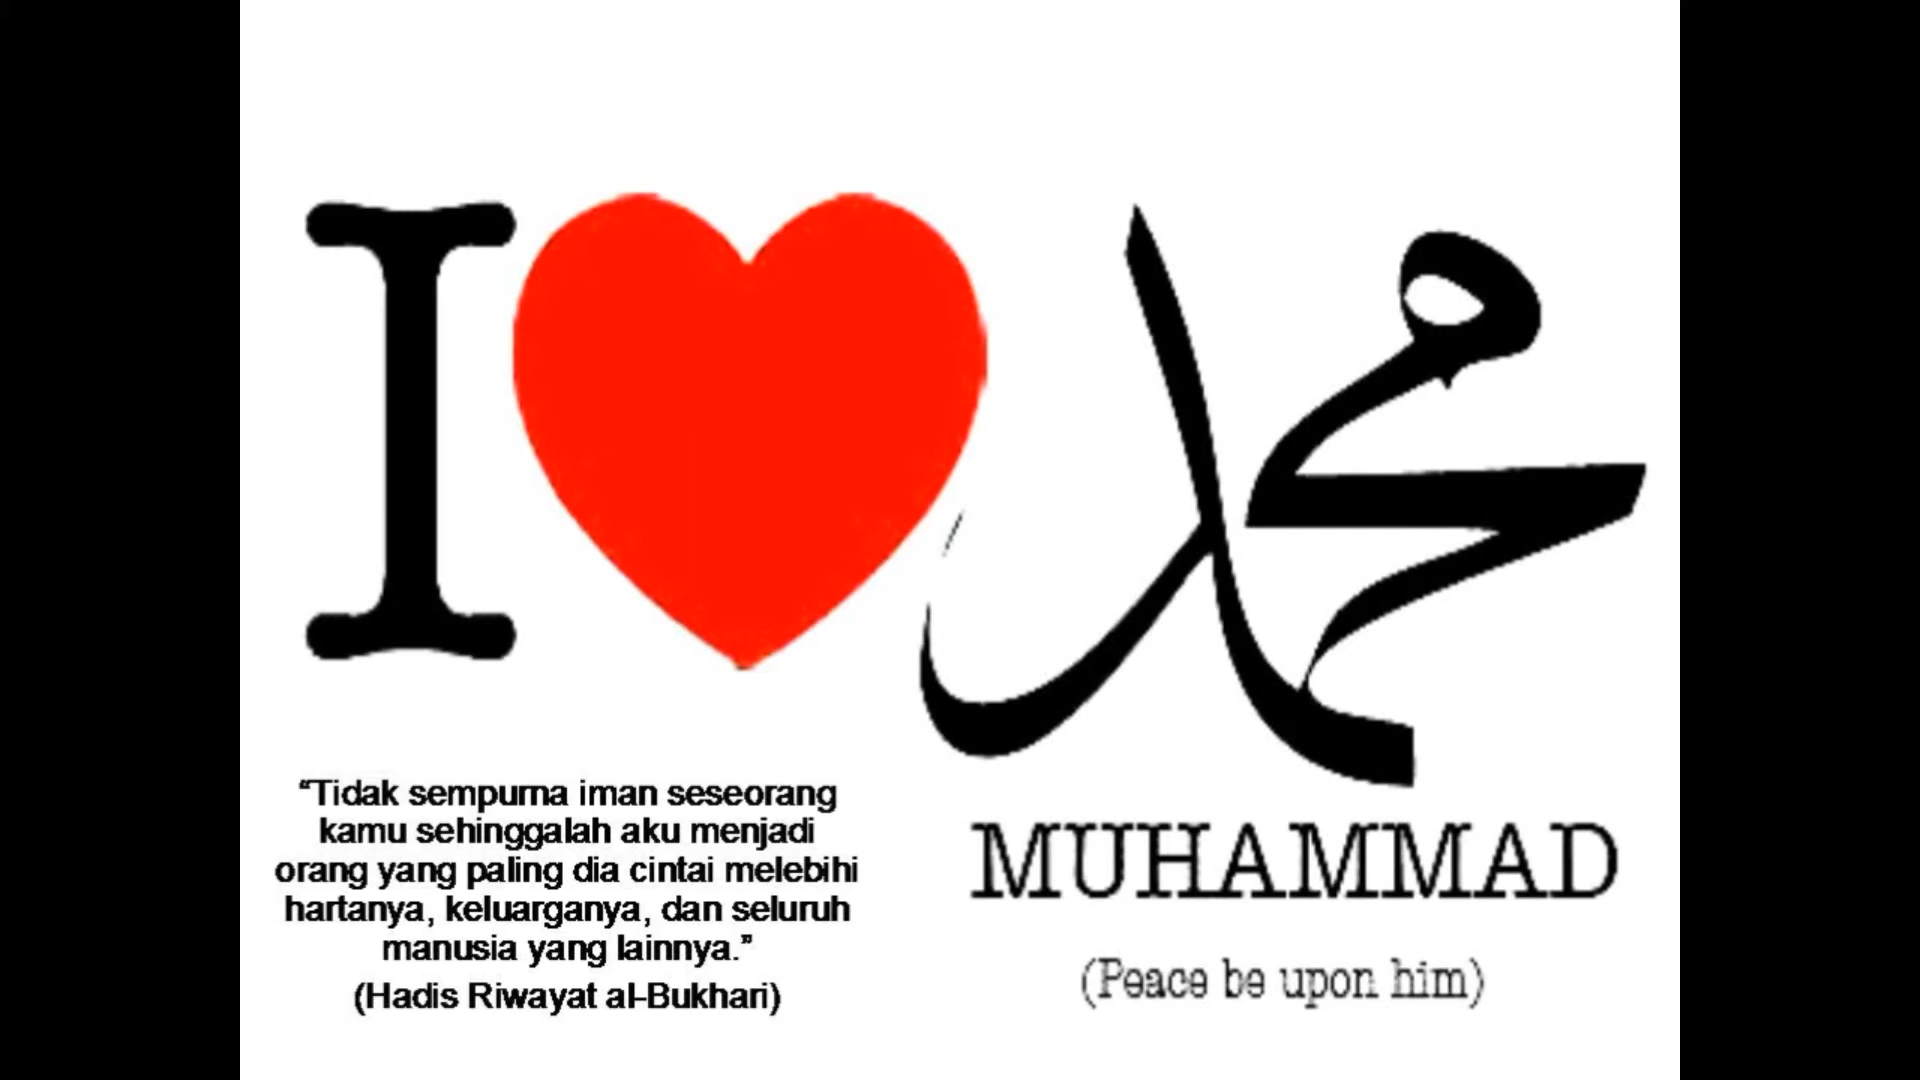 I ❤ محمد
“Tidak sempurna iman seseorang
kamu sehinggalah aku menjadi
orang yang paling dia cintai melebihi
hartanya, keluarganya, dan seluruh
manusia yang lainnya.”
(Hadis Riwayat al-Bukhari)
MUHAMMAD
(Peace be upon him)